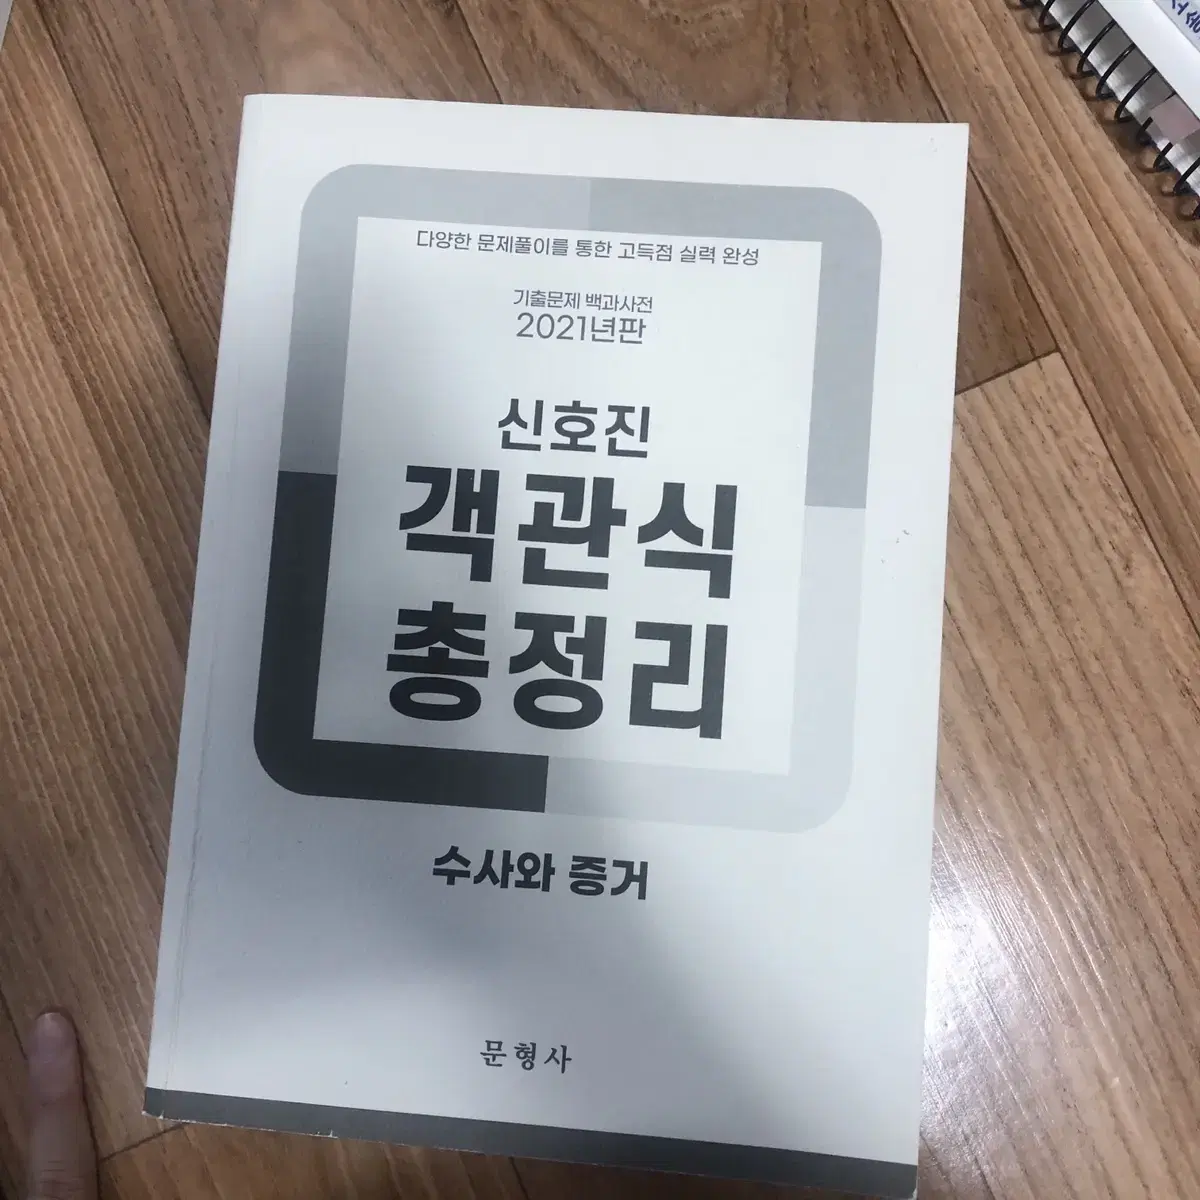 다양한 문제풀이를 통한 고득점 실력 완성
기출문제 백과사전
2021년판
신호진
객관식
총정리
수사와 증거
문형사